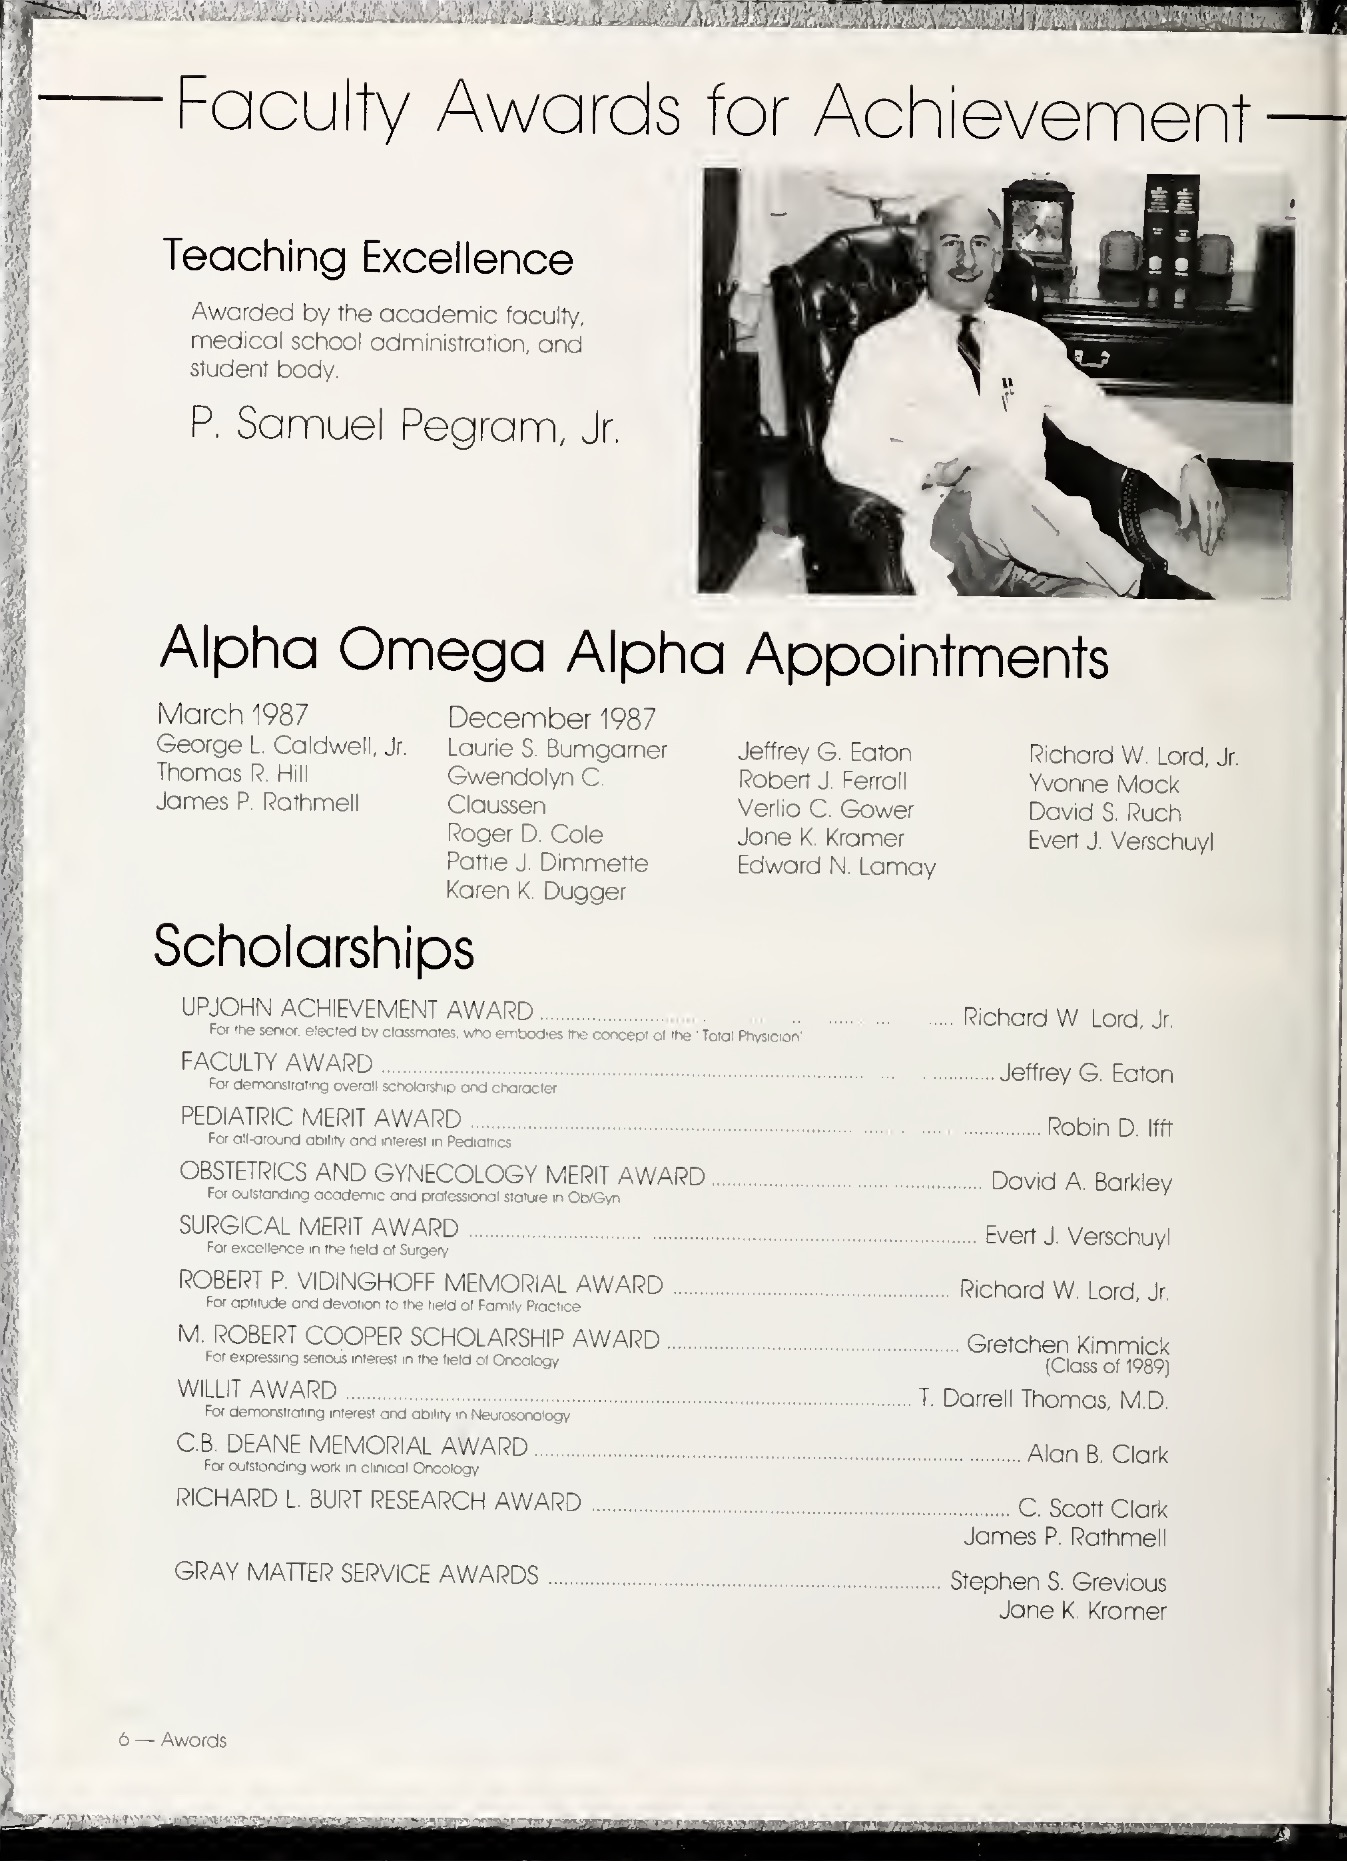 Faculty Awards for Achievement
Teaching Excellence
Awarded by the academic faculty,
medical school administration, and
student body.
P. Samuel Pegram, Jr.
Alpha Omega Alpha Appointments
March 1987
George L. Caldwell, Jr.
Thomas R. Hill
James P. Rathmell
December 1987
Laurie S. Bumgarner
Gwendolyn C.
Claussen
Roger D. Cole
Pattie J. Dimmette
Karen K. Dugger
Jeffrey G. Eaton
Robert J. Ferrall
Verlia C. Gower
Jane K. Kramer
Edward N. Lamay
Richard W. Lord, Jr.
Yvonne Mack
David S. Ruch
Evert J. Verschuyl
Scholarships
UPJOHN ACHIEVEMENT AWARD ... Richard W. Lord, Jr.
For the senior, elected by classmates, who embodies the concept of the 'Total Physician'
FACULTY AWARD ... Jeffrey G. Eaton
For demonstrating overall scholarship and character
PEDIATRIC MERIT AWARD ... Robin D. Ifft
For all-around ability and interest in Pediatrics
OBSTETRICS AND GYNECOLOGY MERIT AWARD ... David A. Barkley
For outstanding academic and professional stature in Ob/Gyn
SURGICAL MERIT AWARD ... Evert J. Verschuyl
For excellence in the field of Surgery
ROBERT P. VIDINGHOFF MEMORIAL AWARD ... Richard W. Lord, Jr.
For aptitude and devotion to the field of Family Practice
M. ROBERT COOPER SCHOLARSHIP AWARD ... Gretchen Kimmick
For expressing serious interest in the field of Oncology (Class of 1989)
WILLIT AWARD ... T. Darrell Thomas, M.D.
For demonstrating interest and ability in Neurosonology
C.B. DEANE MEMORIAL AWARD ... Alan B. Clark
For outstanding work in clinical Oncology
RICHARD L. BURT RESEARCH AWARD ... C. Scott Clark
James P. Rathmell
GRAY MATTER SERVICE AWARDS ... Stephen S. Grevious
Jane K. Kromer
6 — Awards